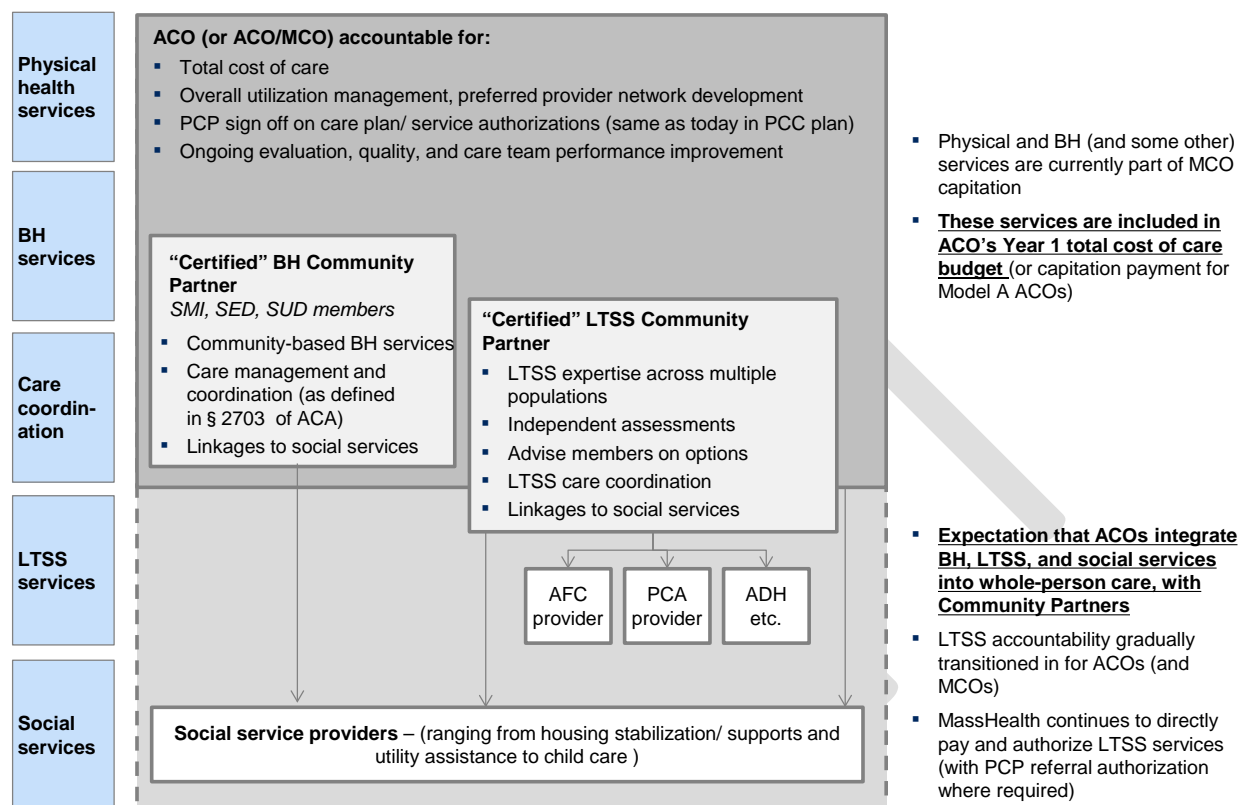 Physical
health
services
BH
services
Care
coordin-
ation
LTSS
services
Social
services
ACO (or ACO/MCO) accountable for:
▪ Total cost of care
▪ Overall utilization management, preferred provider network development
▪ PCP sign off on care plan/ service authorizations (same as today in PCC plan)
▪ Ongoing evaluation, quality, and care team performance improvement
“Certified” BH Community
Partner
SMI, SED, SUD members
▪ Community-based BH services
▪ Care management and
coordination (as defined
in § 2703 of ACA)
▪ Linkages to social services
“Certified” LTSS Community
Partner
▪ LTSS expertise across multiple
populations
▪ Independent assessments
▪ Advise members on options
▪ LTSS care coordination
▪ Linkages to social services
AFC
provider
PCA
provider
ADH
etc.
Social service providers – (ranging from housing stabilization/ supports and
utility assistance to child care )
▪ Physical and BH (and some other)
services are currently part of MCO
capitation
▪ These services are included in
ACO’s Year 1 total cost of care
budget (or capitation payment for
Model A ACOs)
▪ Expectation that ACOs integrate
BH, LTSS, and social services
into whole-person care, with
Community Partners
▪ LTSS accountability gradually
transitioned in for ACOs (and
MCOs)
▪ MassHealth continues to directly
pay and authorize LTSS services
(with PCP referral authorization
where required)